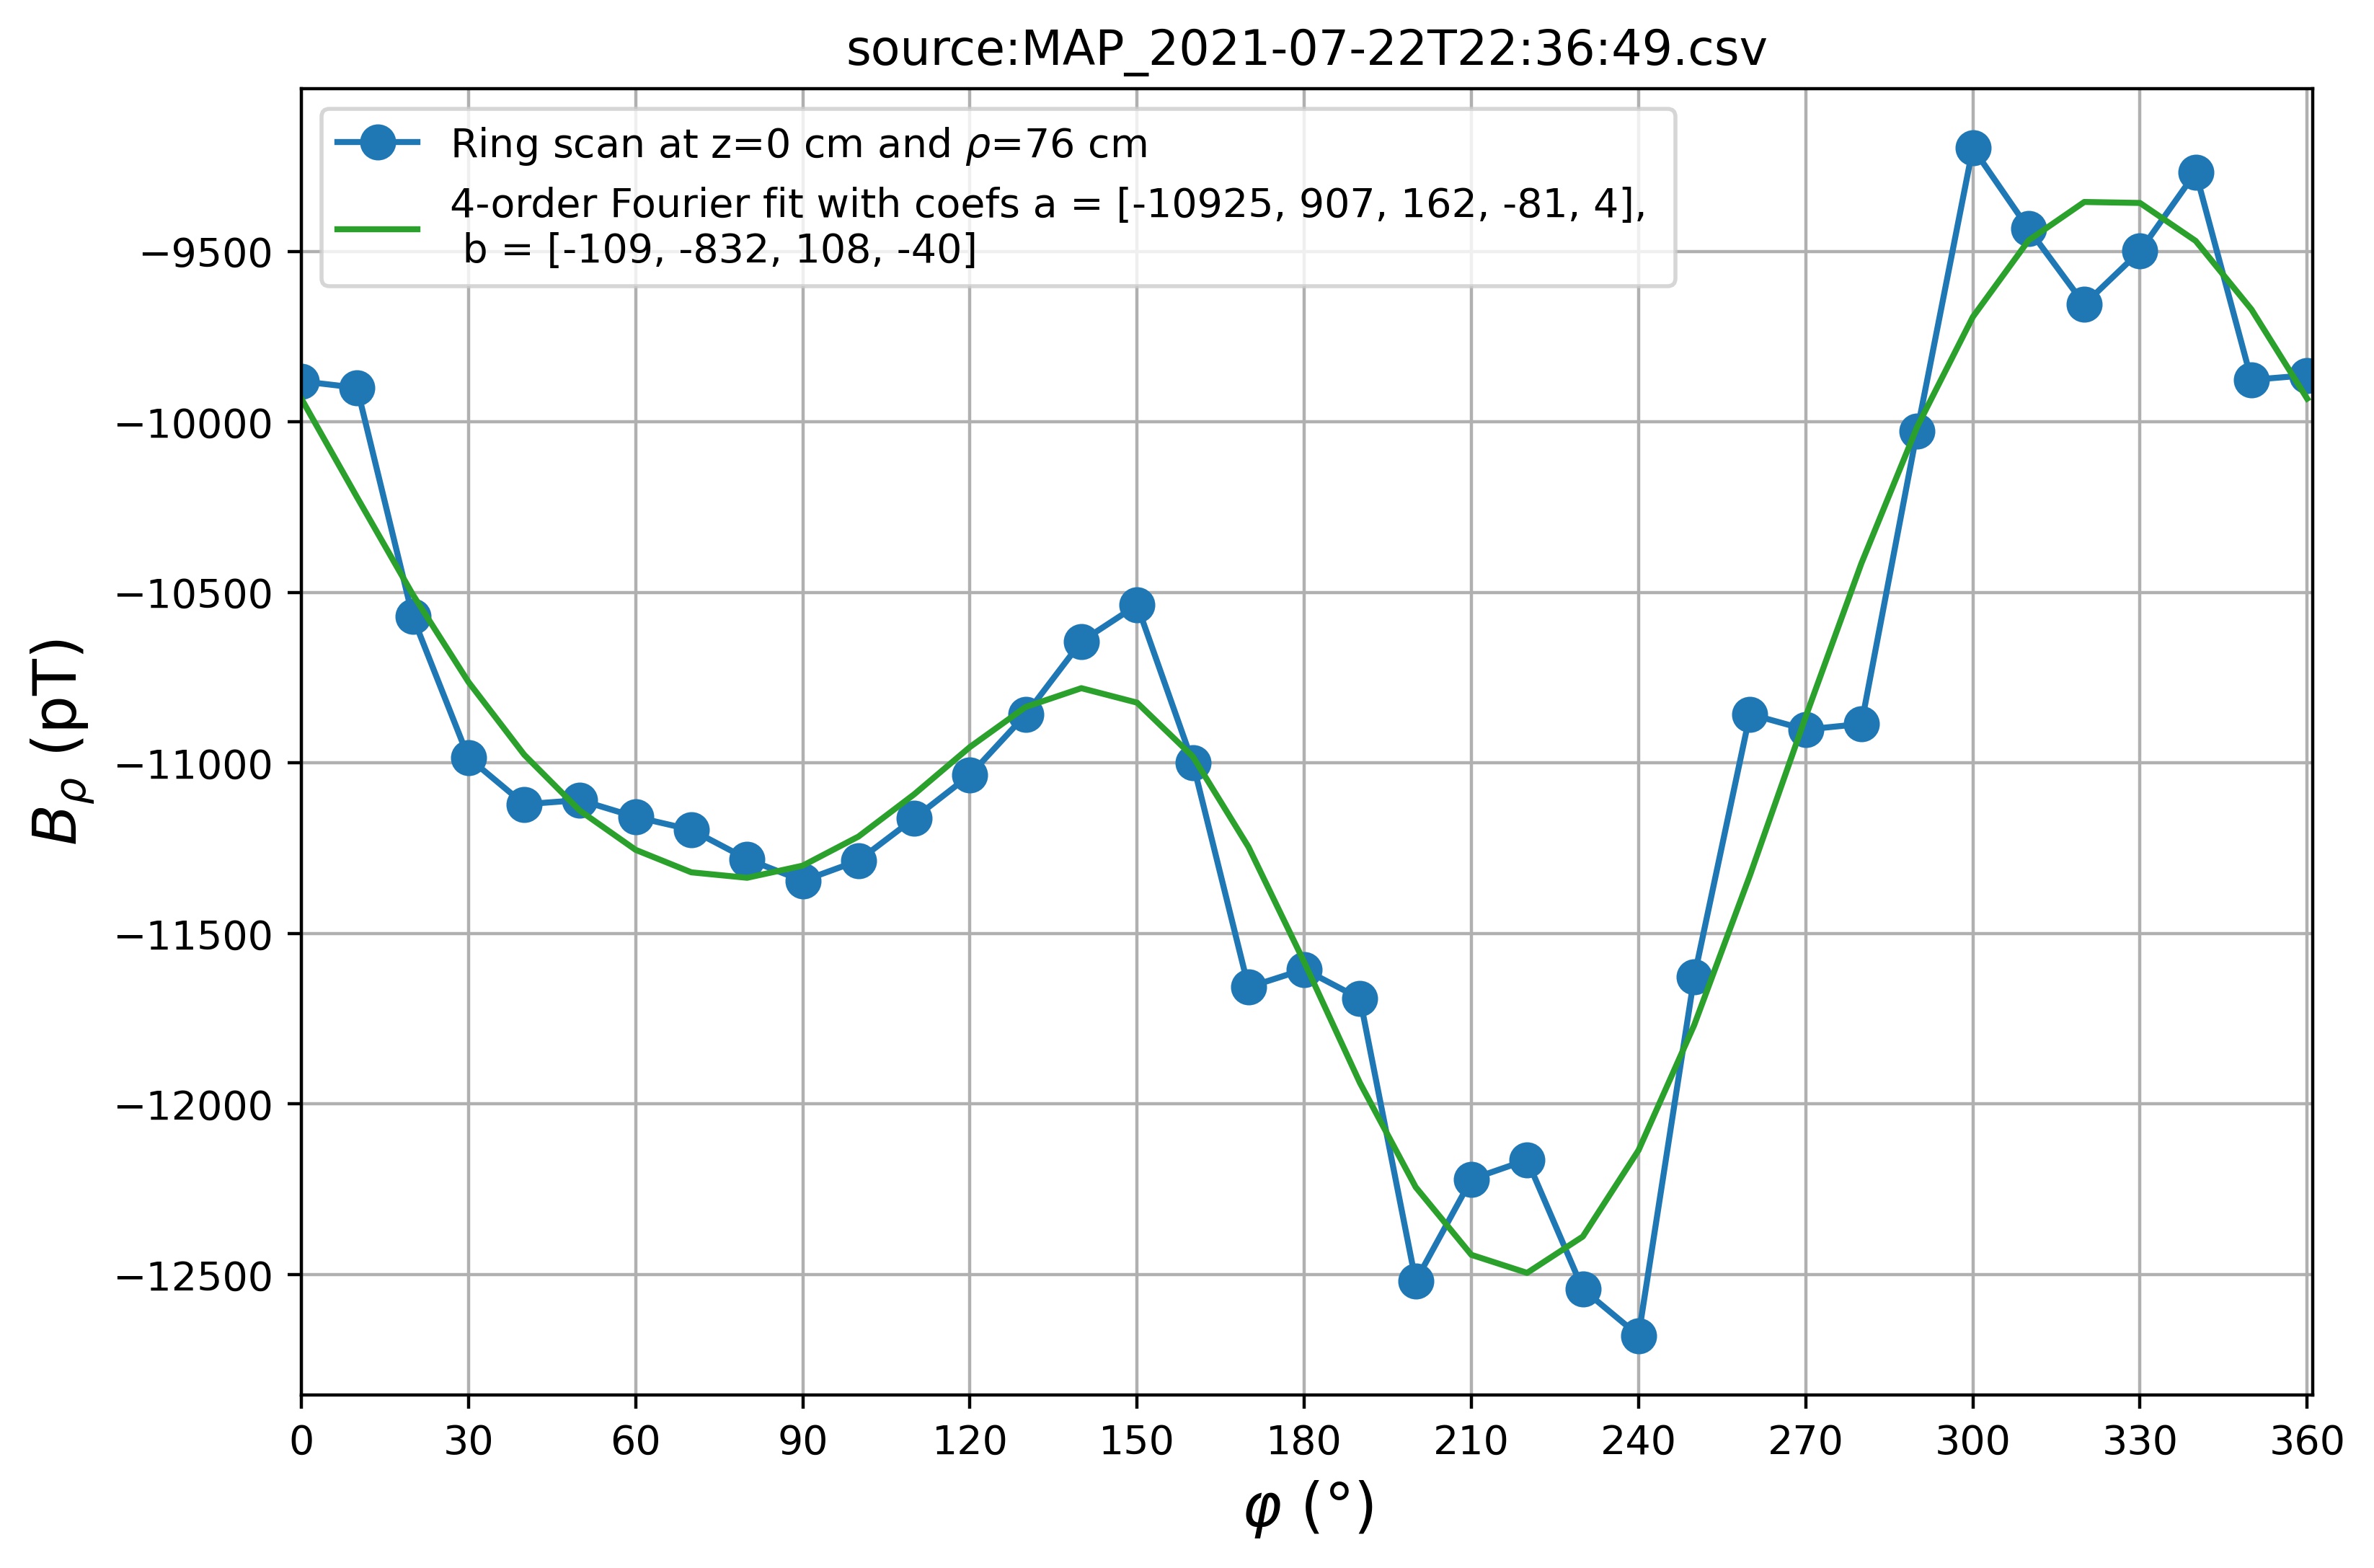 source:MAP_2021-07-22T22:36:49.csv
Ring scan at z=0 cm and ρ=76 cm
4-order Fourier fit with coefs a = [-10925, 907, 162, -81, 4],
b = [-109, -832, 108, -40]
−9500
−10000
−10500
−11000
−11500
−12000
−12500
Bρ (pT)
0 30 60 90 120 150 180 210 240 270 300 330 360
φ (°)